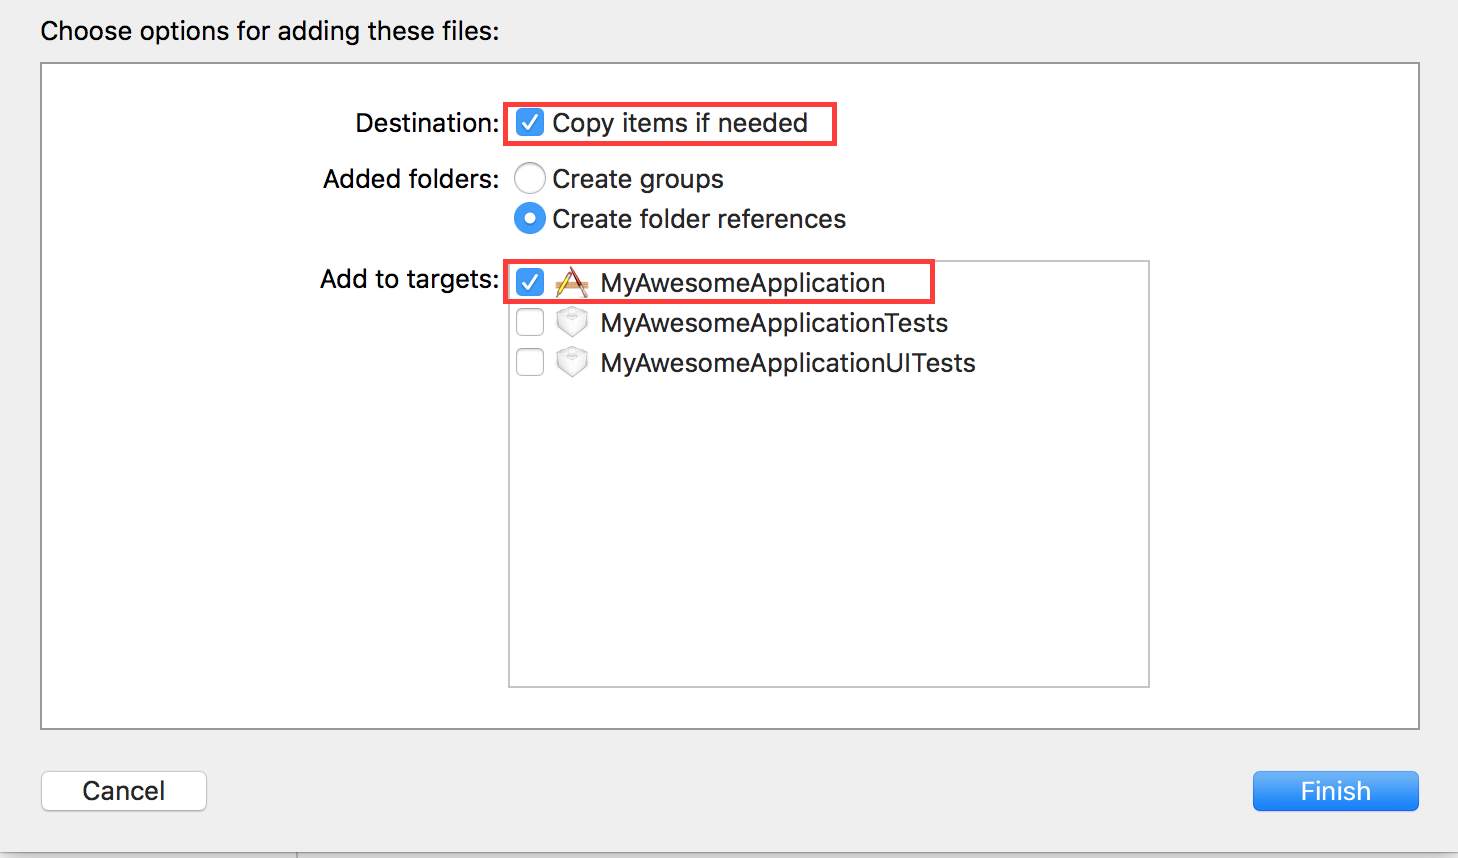 Choose options for adding these files:
Destination: Copy items if needed
Added folders: Create groups
Create folder references
Add to targets: MyAwesomeApplication
MyAwesomeApplicationTests
MyAwesomeApplicationUITests
Cancel Finish